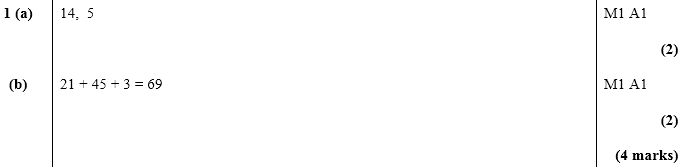 1 (a) 14, 5 M1 A1
(2)
(b) 21 + 45 + 3 = 69 M1 A1
(2)
(4 marks)